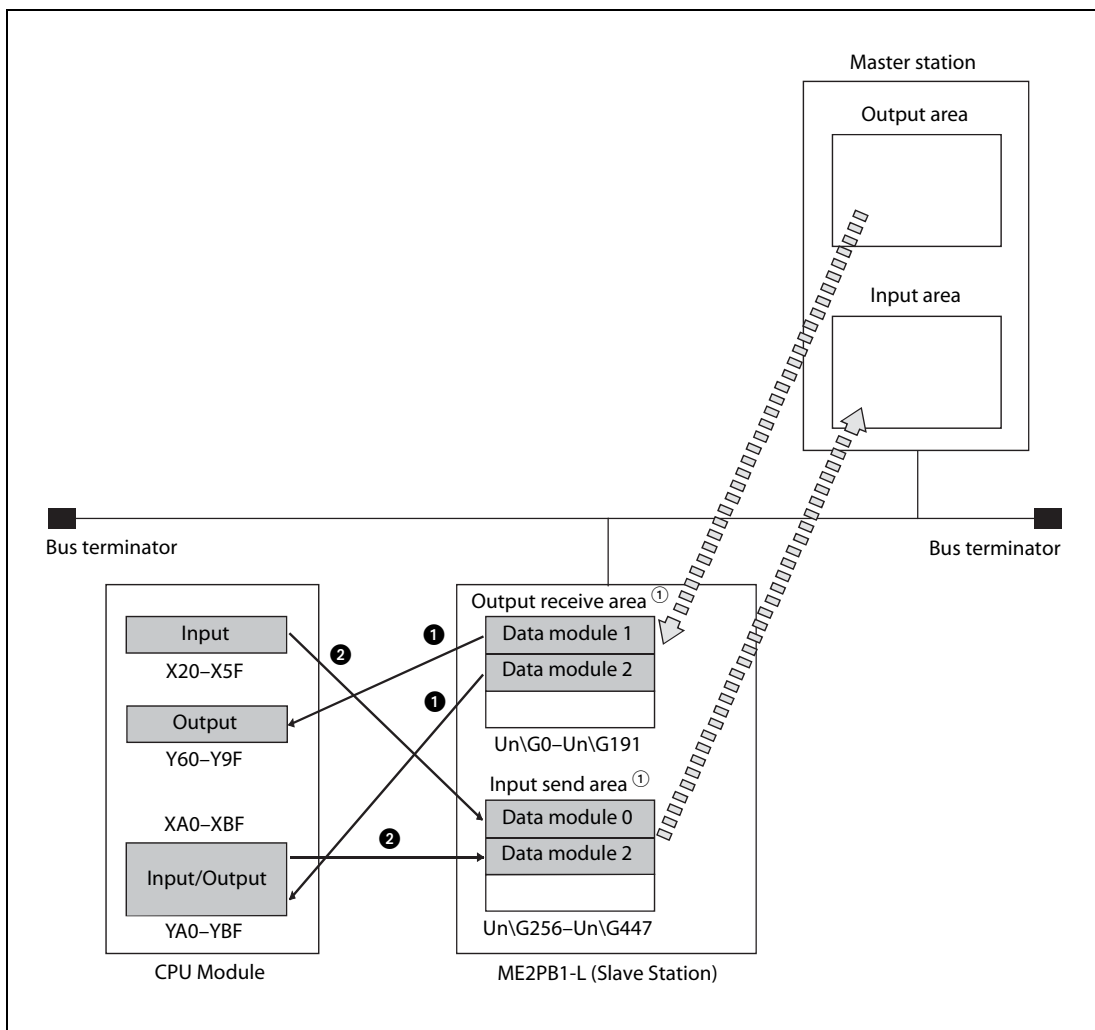 Master station
Output area
Input area
Bus terminator
Bus terminator
Input
X20–X5F
Output
Y60–Y9F
XA0–XBF
Input/Output
YA0–YBF
CPU Module
❶
❷
❶
❷
Output receive area ①
Data module 1
Data module 2
Un\G0–Un\G191
Input send area ①
Data module 0
Data module 2
Un\G256–Un\G447
ME2PB1-L (Slave Station)